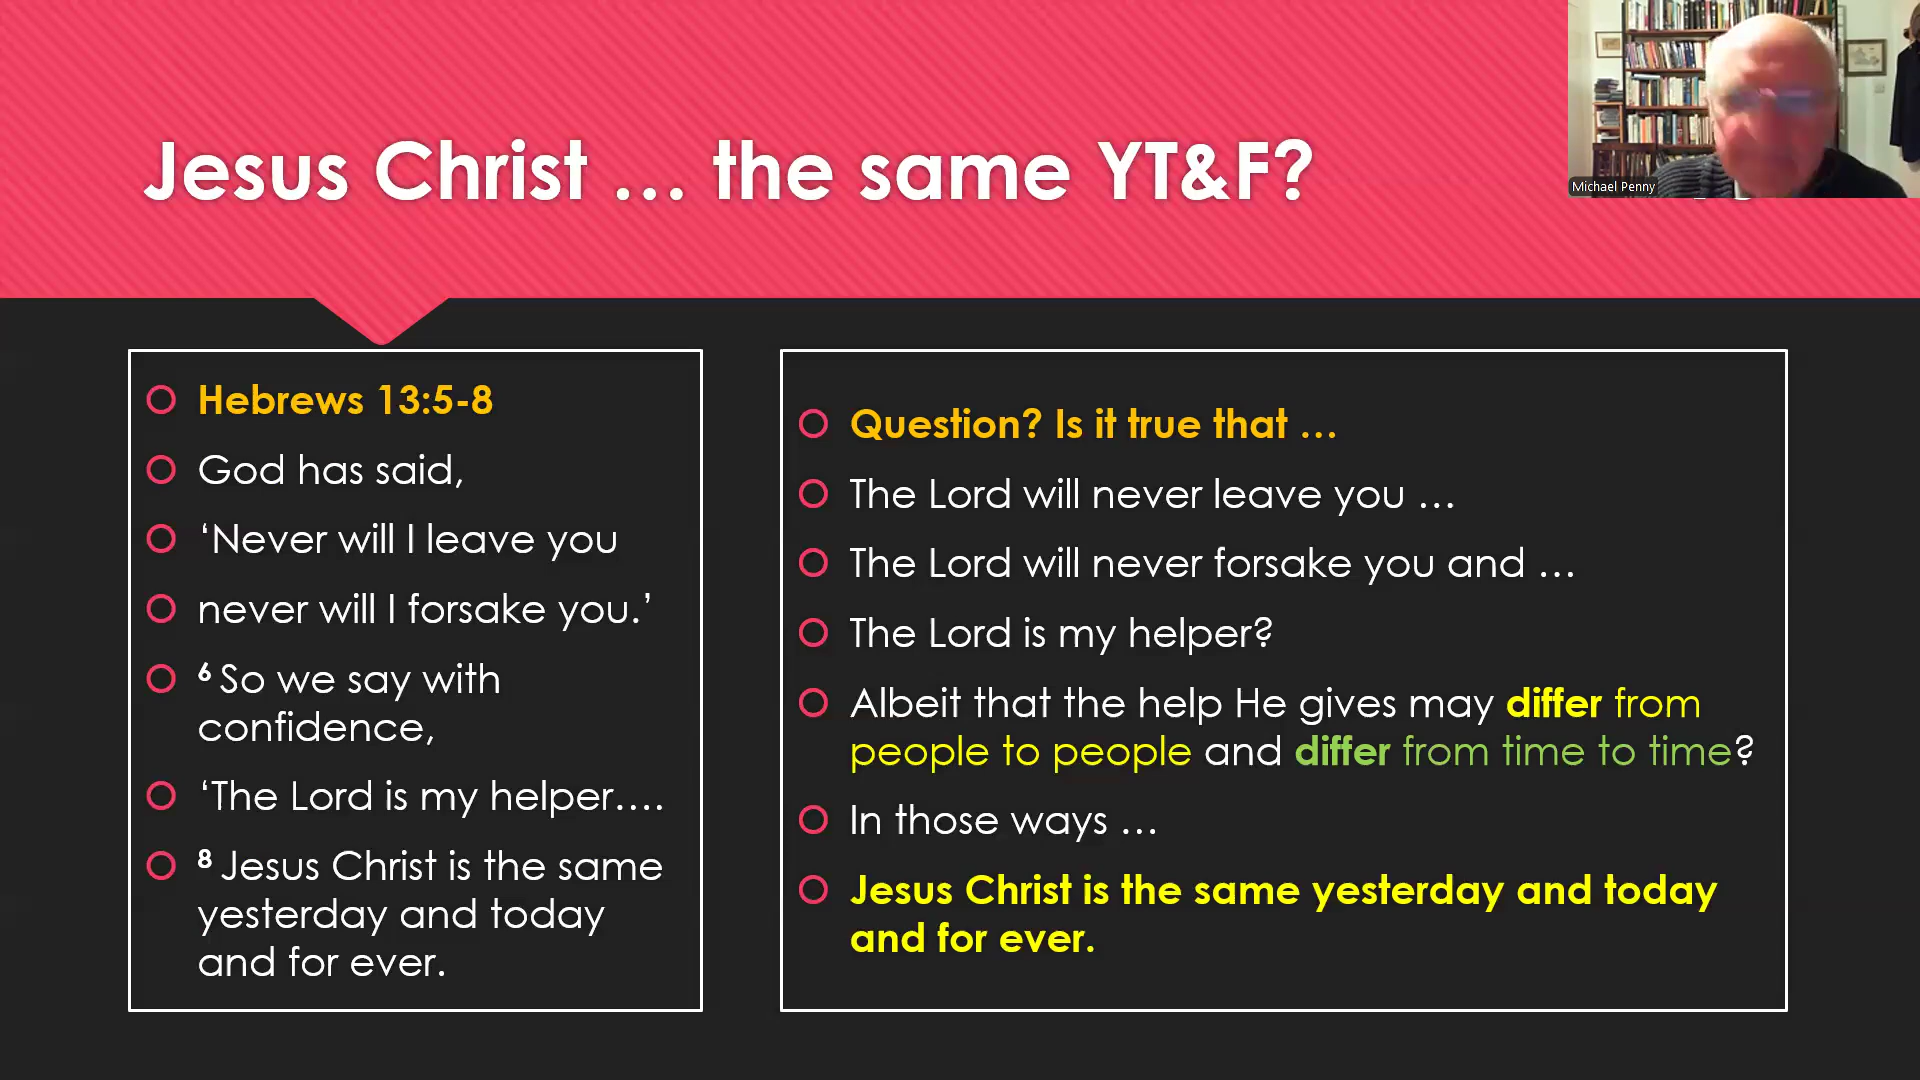 Jesus Christ … the same YT&F?
Michael Penny
Hebrews 13:5-8
God has said,
‘Never will I leave you
never will I forsake you.’
6 So we say with
confidence,
‘The Lord is my helper….
8 Jesus Christ is the same
yesterday and today
and for ever.
Question? Is it true that …
The Lord will never leave you …
The Lord will never forsake you and …
The Lord is my helper?
Albeit that the help He gives may differ from
people to people and differ from time to time?
In those ways …
Jesus Christ is the same yesterday and today
and for ever.